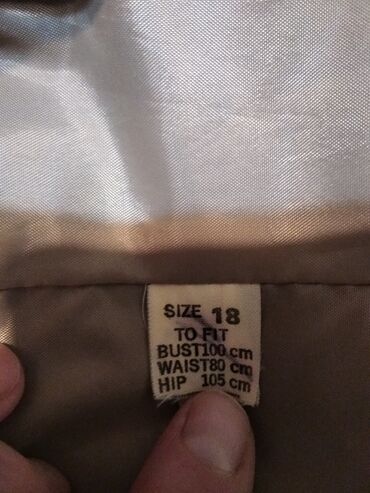 SIZE 18
TO FIT
BUST100 cm
WAIST80 cm
HIP 105 cm